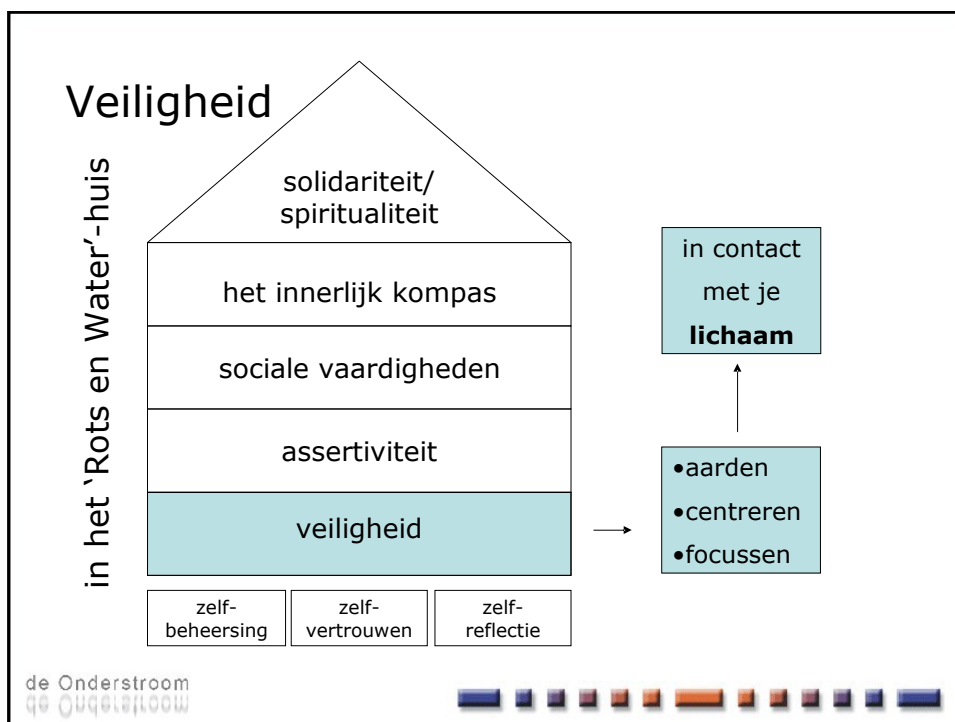 Veiligheid
in het ‘Rots en Water’-huis
solidariteit/
spiritualiteit
het innerlijk kompas
sociale vaardigheden
assertiviteit
veiligheid
zelf-
beheersing
zelf-
vertrouwen
zelf-
reflectie
in contact
met je
lichaam
•aarden
•centreren
•focussen
de Onderstroom